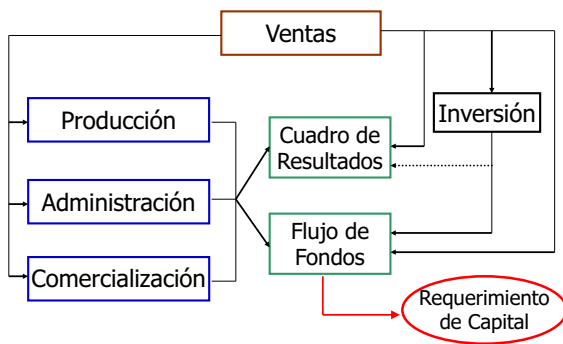 Ventas
Producción
Administración
Comercialización
Cuadro de
Resultados
Flujo de
Fondos
Inversión
Requerimiento
de Capital